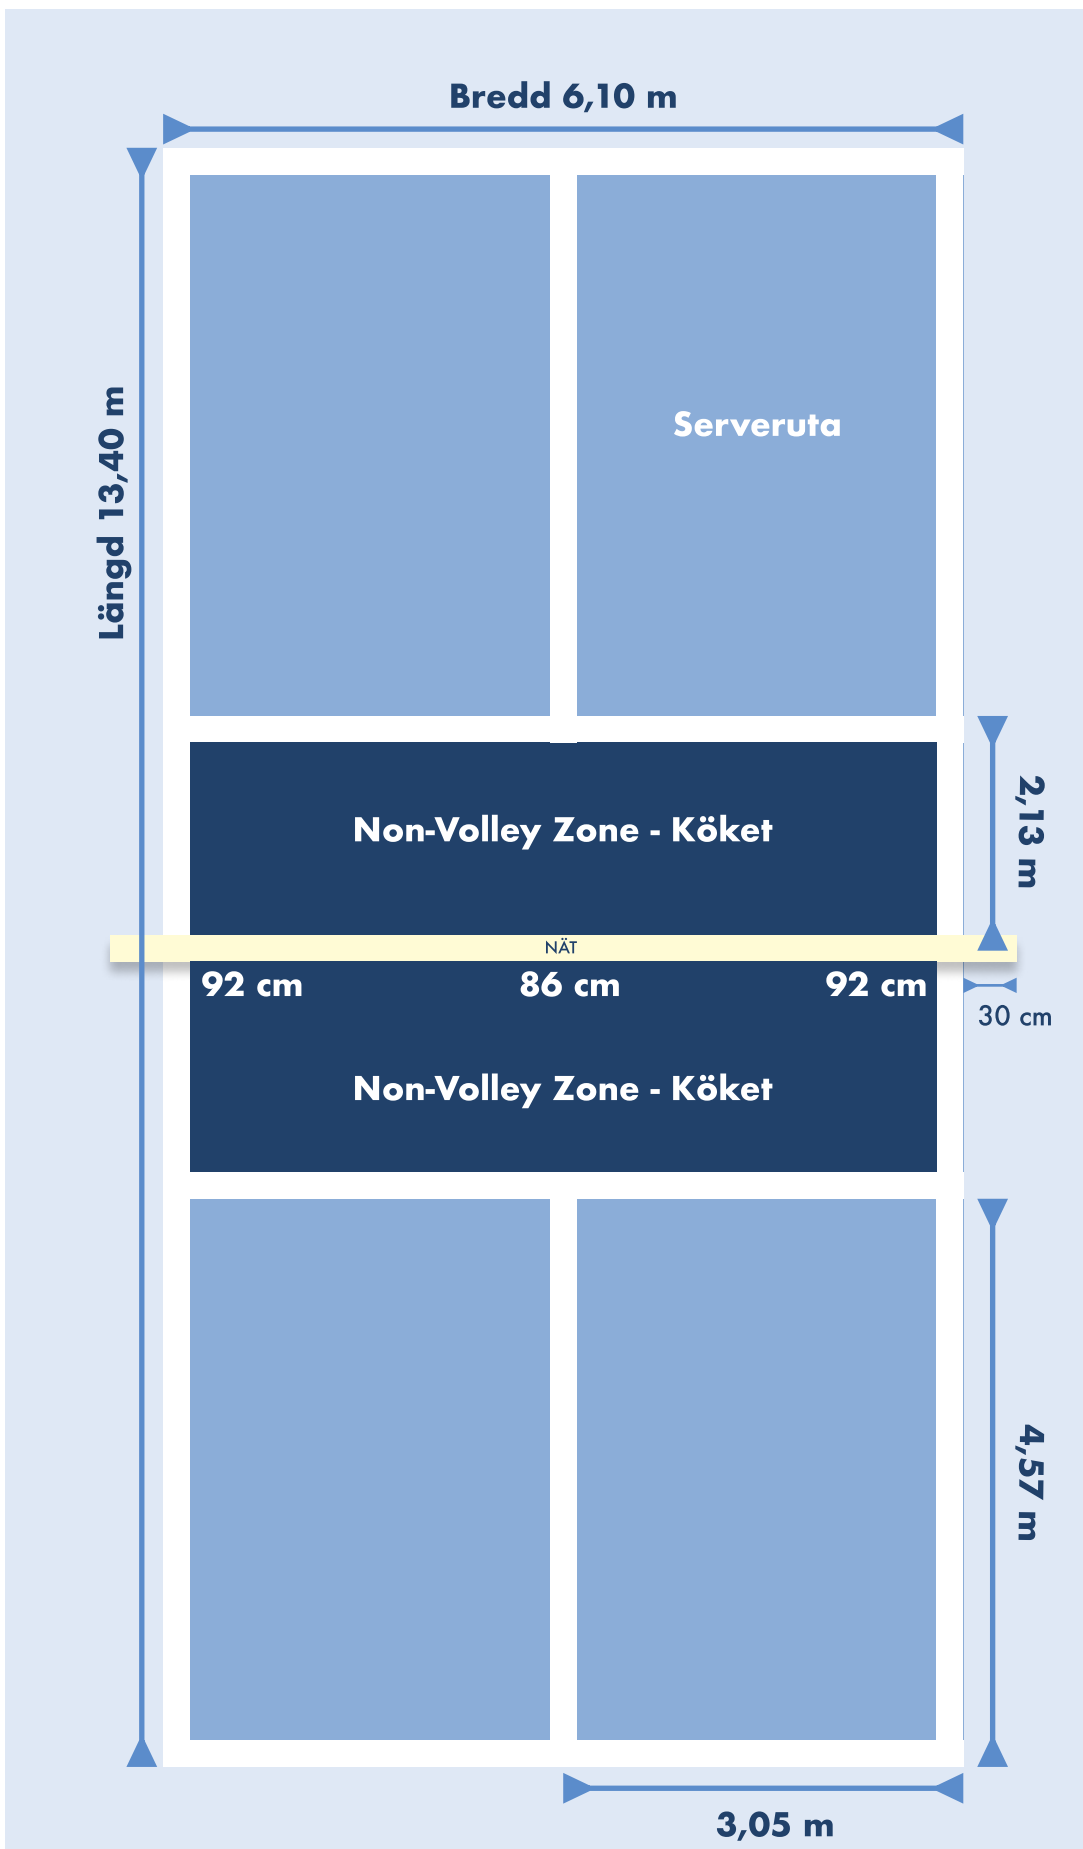 Bredd 6,10 m
Längd 13,40 m
Serveruta
Non-Volley Zone - Köket
2,13 m
NÄT
92 cm
86 cm
92 cm
30 cm
Non-Volley Zone - Köket
4,57 m
3,05 m